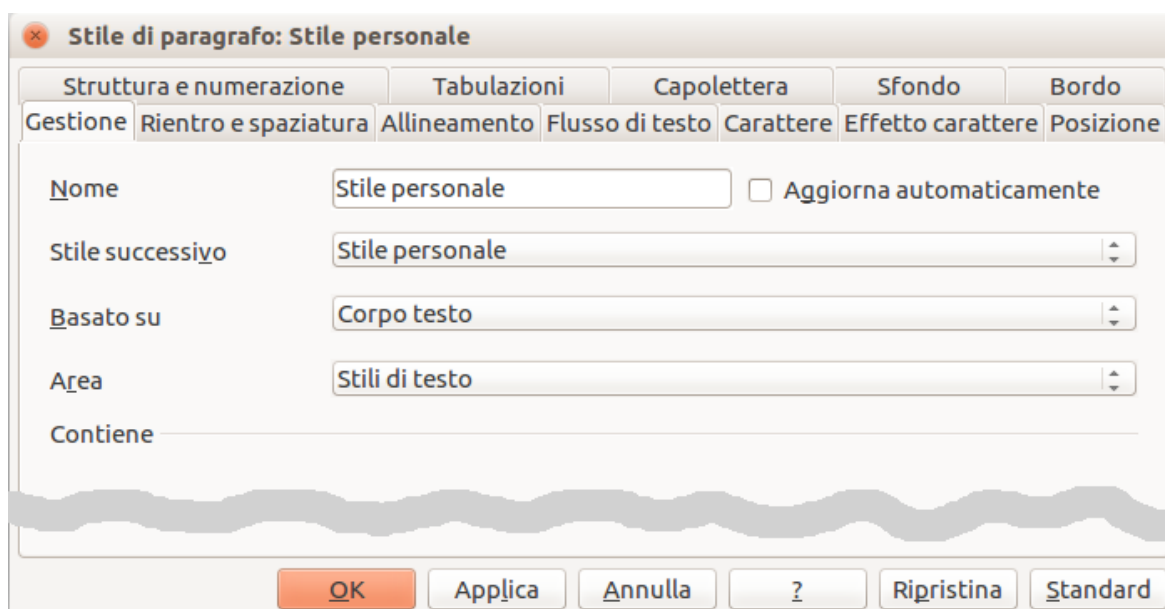 Stile di paragrafo: Stile personale
Struttura e numerazione Tabulazioni Capolettera Sfondo Bordo
Gestione Rientro e spaziatura Allineamento Flusso di testo Carattere Effetto carattere Posizione
Nome Stile personale Aggiorna automaticamente
Stile successivo Stile personale
Basato su Corpo testo
Area Stili di testo
Contiene
OK Applica Annulla ? Ripristina Standard